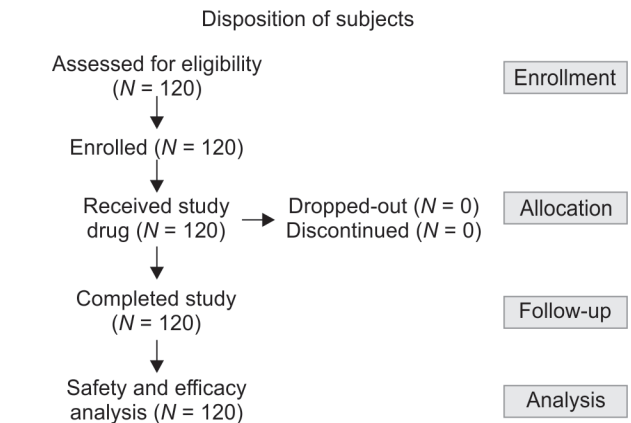 Disposition of subjects
Assessed for eligibility
(N = 120)
Enrollment
Enrolled (N = 120)
Received study
drug (N = 120)
Dropped-out (N = 0)
Discontinued (N = 0)
Allocation
Completed study
(N = 120)
Follow-up
Safety and efficacy
analysis (N = 120)
Analysis